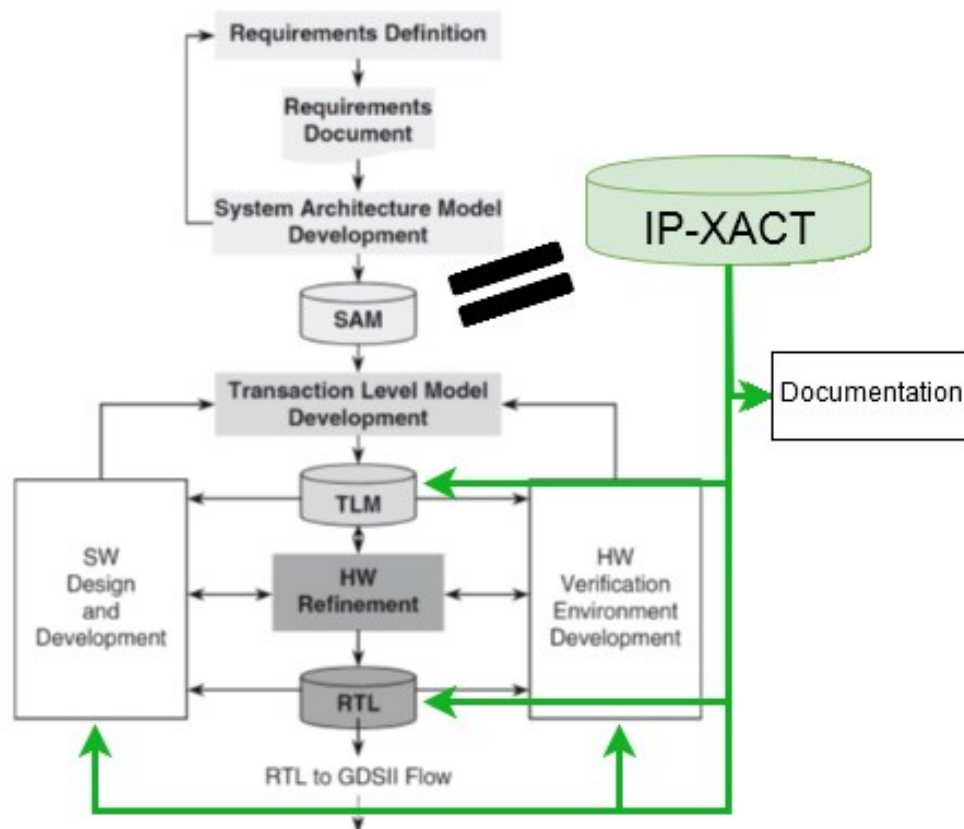 Requirements Definition
Requirements
Document
System Architecture Model
Development
IP-XACT
SAM
Transaction Level Model
Development
Documentation
TLM
SW
Design
and
Development
HW
Refinement
HW
Verification
Environment
Development
RTL
RTL to GDSII Flow